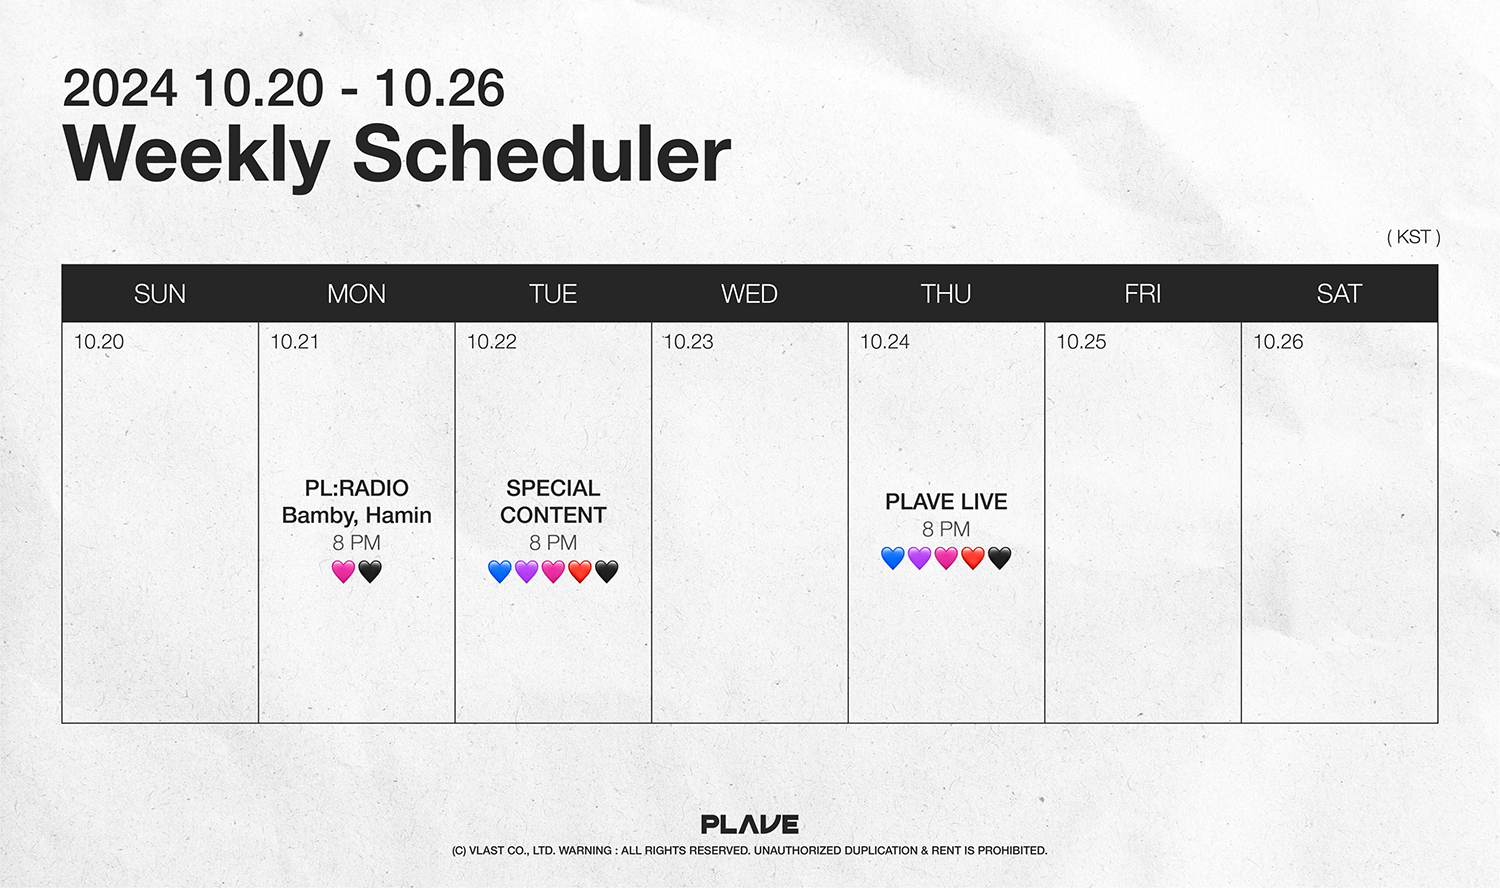 2024 10.20 - 10.26
Weekly Scheduler
( KST )
SUN MON TUE WED THU FRI SAT
10.20 10.21 10.22 10.23 10.24 10.25 10.26
PL:RADIO
Bamby, Hamin
8 PM
🩷🖤
SPECIAL
CONTENT
8 PM
💙💜🩷❤️🖤
PLAVE LIVE
8 PM
💙💜🩷❤️🖤
PLAVE
(C) VLAST CO., LTD. WARNING : ALL RIGHTS RESERVED. UNAUTHORIZED DUPLICATION & RENT IS PROHIBITED.